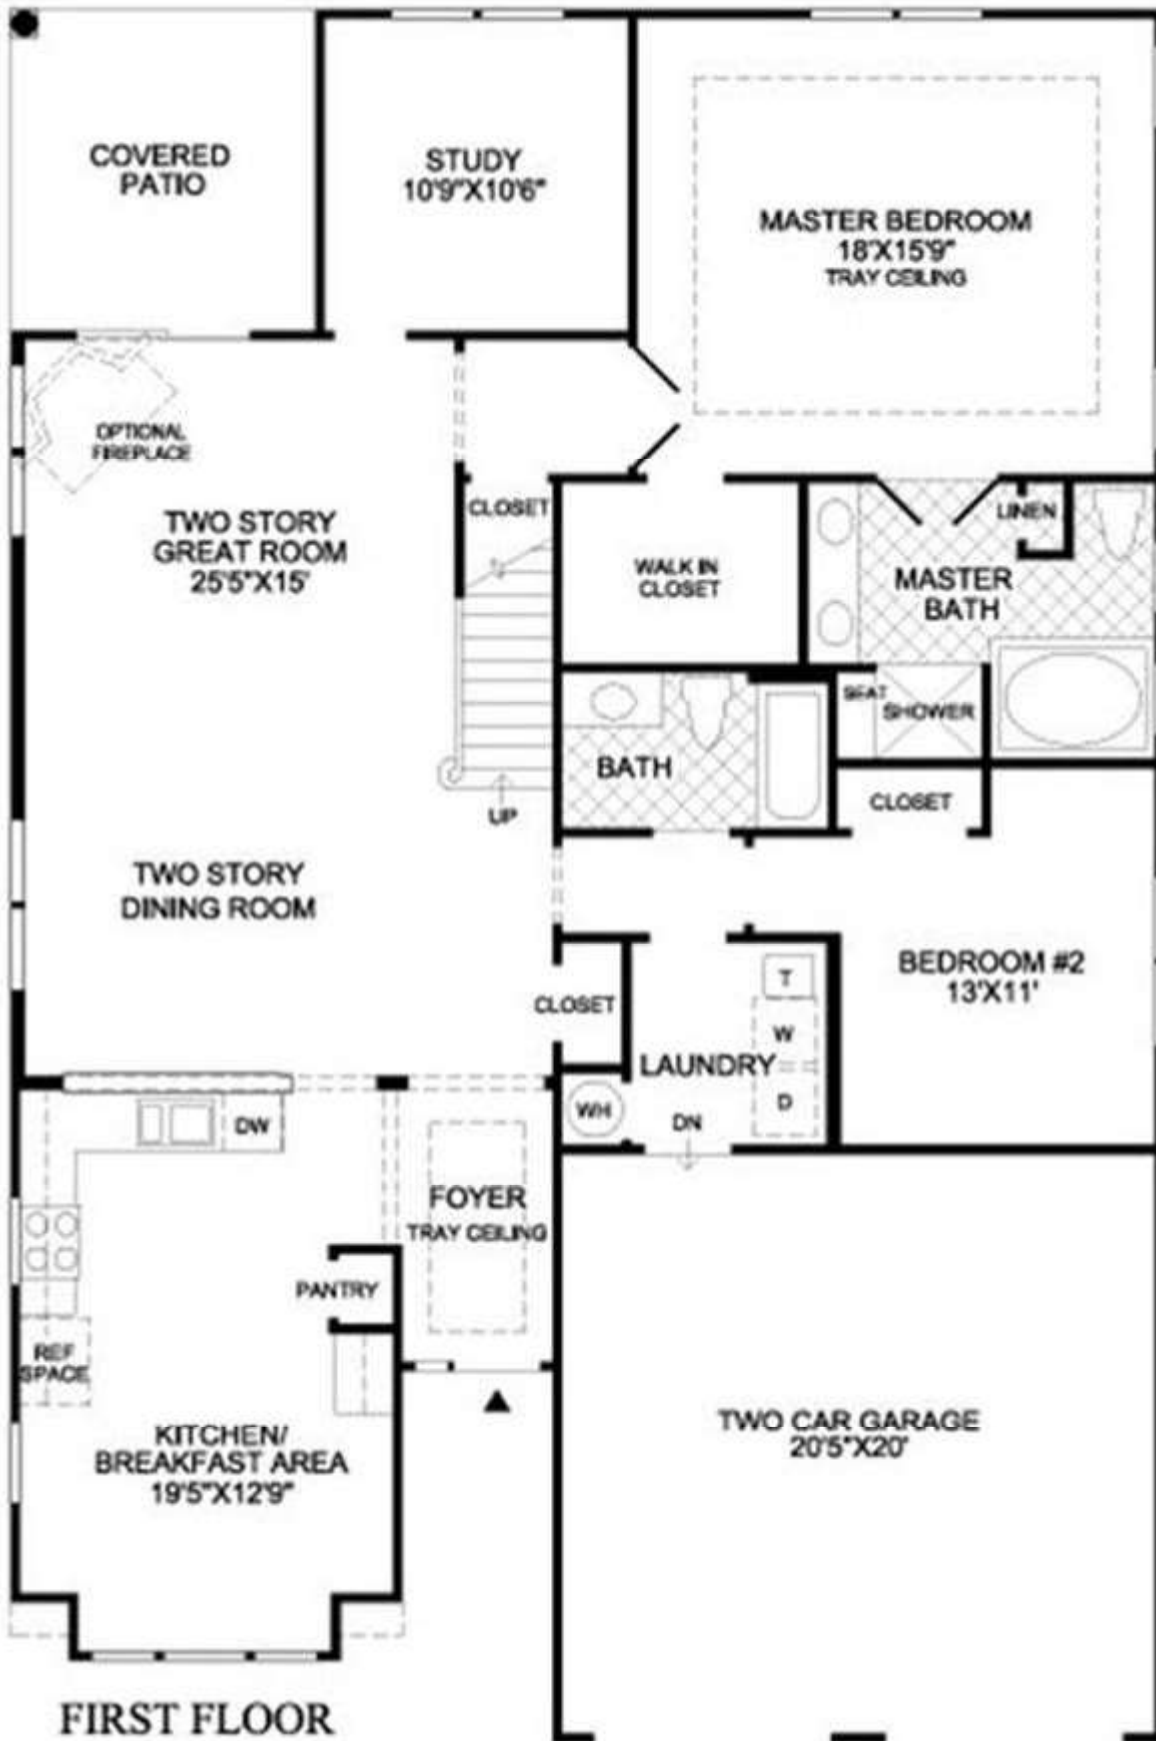 COVERED
PATIO
STUDY
10'9"X10'6"
MASTER BEDROOM
18'X15'9"
TRAY CEILING
OPTIONAL
FIREPLACE
TWO STORY
GREAT ROOM
25'5"X15'
CLOSET
WALK IN
CLOSET
LINEN
MASTER
BATH
SEAT
SHOWER
BATH
CLOSET
UP
TWO STORY
DINING ROOM
BEDROOM #2
13'X11'
CLOSET
T
W
D
LAUNDRY
WH
DN
DW
FOYER
TRAY CEILING
PANTRY
REF
SPACE
KITCHEN/
BREAKFAST AREA
19'5"X12'9"
TWO CAR GARAGE
20'5"X20'
FIRST FLOOR